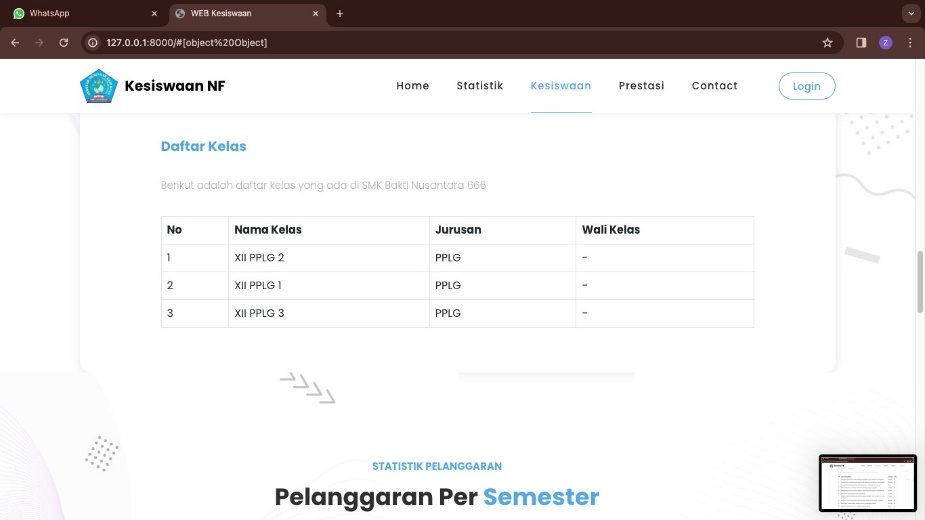 WhatsApp
WEB Kesiswaan
127.0.0.1:8000/#[object%20Object]
Z
Kesiswaan NF
Home Statistik Kesiswaan Prestasi Contact Login
Daftar Kelas
Berikut adalah daftar kelas yang ada di SMK Bakti Nusantara 666
No Nama Kelas Jurusan Wali Kelas
1 XII PPLG 2 PPLG -
2 XII PPLG 1 PPLG -
3 XII PPLG 3 PPLG -
STATISTIK PELANGGARAN
Pelanggaran Per Semester